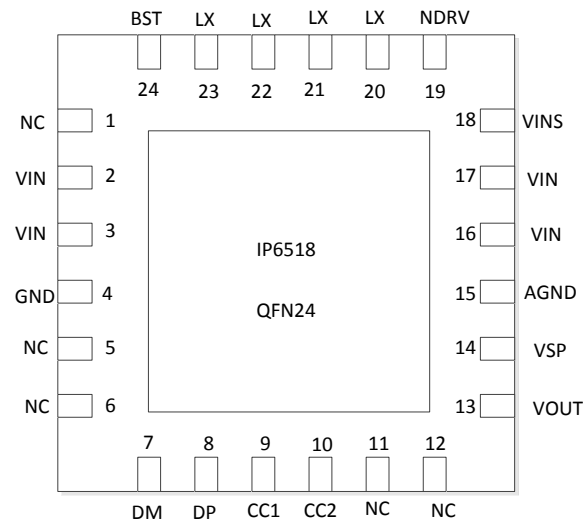 BST LX LX LX LX NDRV
24 23 22 21 20 19
NC 1 18 VINS
VIN 2 17 VIN
VIN 3 16 VIN
IP6518
GND 4 15 AGND
QFN24
NC 5 14 VSP
NC 6 13 VOUT
7 8 9 10 11 12
DM DP CC1 CC2 NC NC